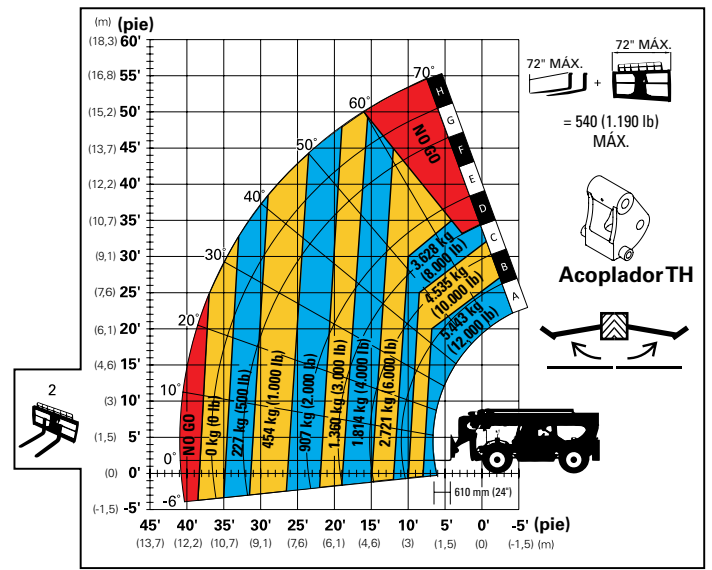 (m) (pie)
(18,3) 60'
(16,8) 55'
(15,2) 50'
(13,7) 45'
(12,2) 40'
(10,7) 35'
(9,1) 30'
(7,6) 25'
(6,1) 20'
(4,6) 15'
(3) 10'
(1,5) 5'
(0) 0'
(-1,5) -5'
70°
60°
50°
40°
30°
20°
10°
0°
-6°
H
G
F
E
D
C
B
A
NO GO
3.628 kg
(8.000 lb)
4.535 kg
(10.000 lb)
5.443 kg
(12,000 lb)
NO GO
0 kg (0 lb)
227 kg (500 lb)
454 kg (1.000 lb)
907 kg (2.000 lb)
1.360 kg (3.000 lb)
1.814 kg (4.000 lb)
2.721 kg (6.000 lb)
72" MÁX.
72" MÁX.
+
= 540 (1.190 lb)
MÁX.
Acoplador TH
2
610 mm (24")
45' 40' 35' 30' 25' 20' 15' 10' 5' 0' -5' (pie)
(13,7) (12,2) (10,7) (9,1) (7,6) (6,1) (4,6) (3) (1,5) (0) (-1,5) (m)